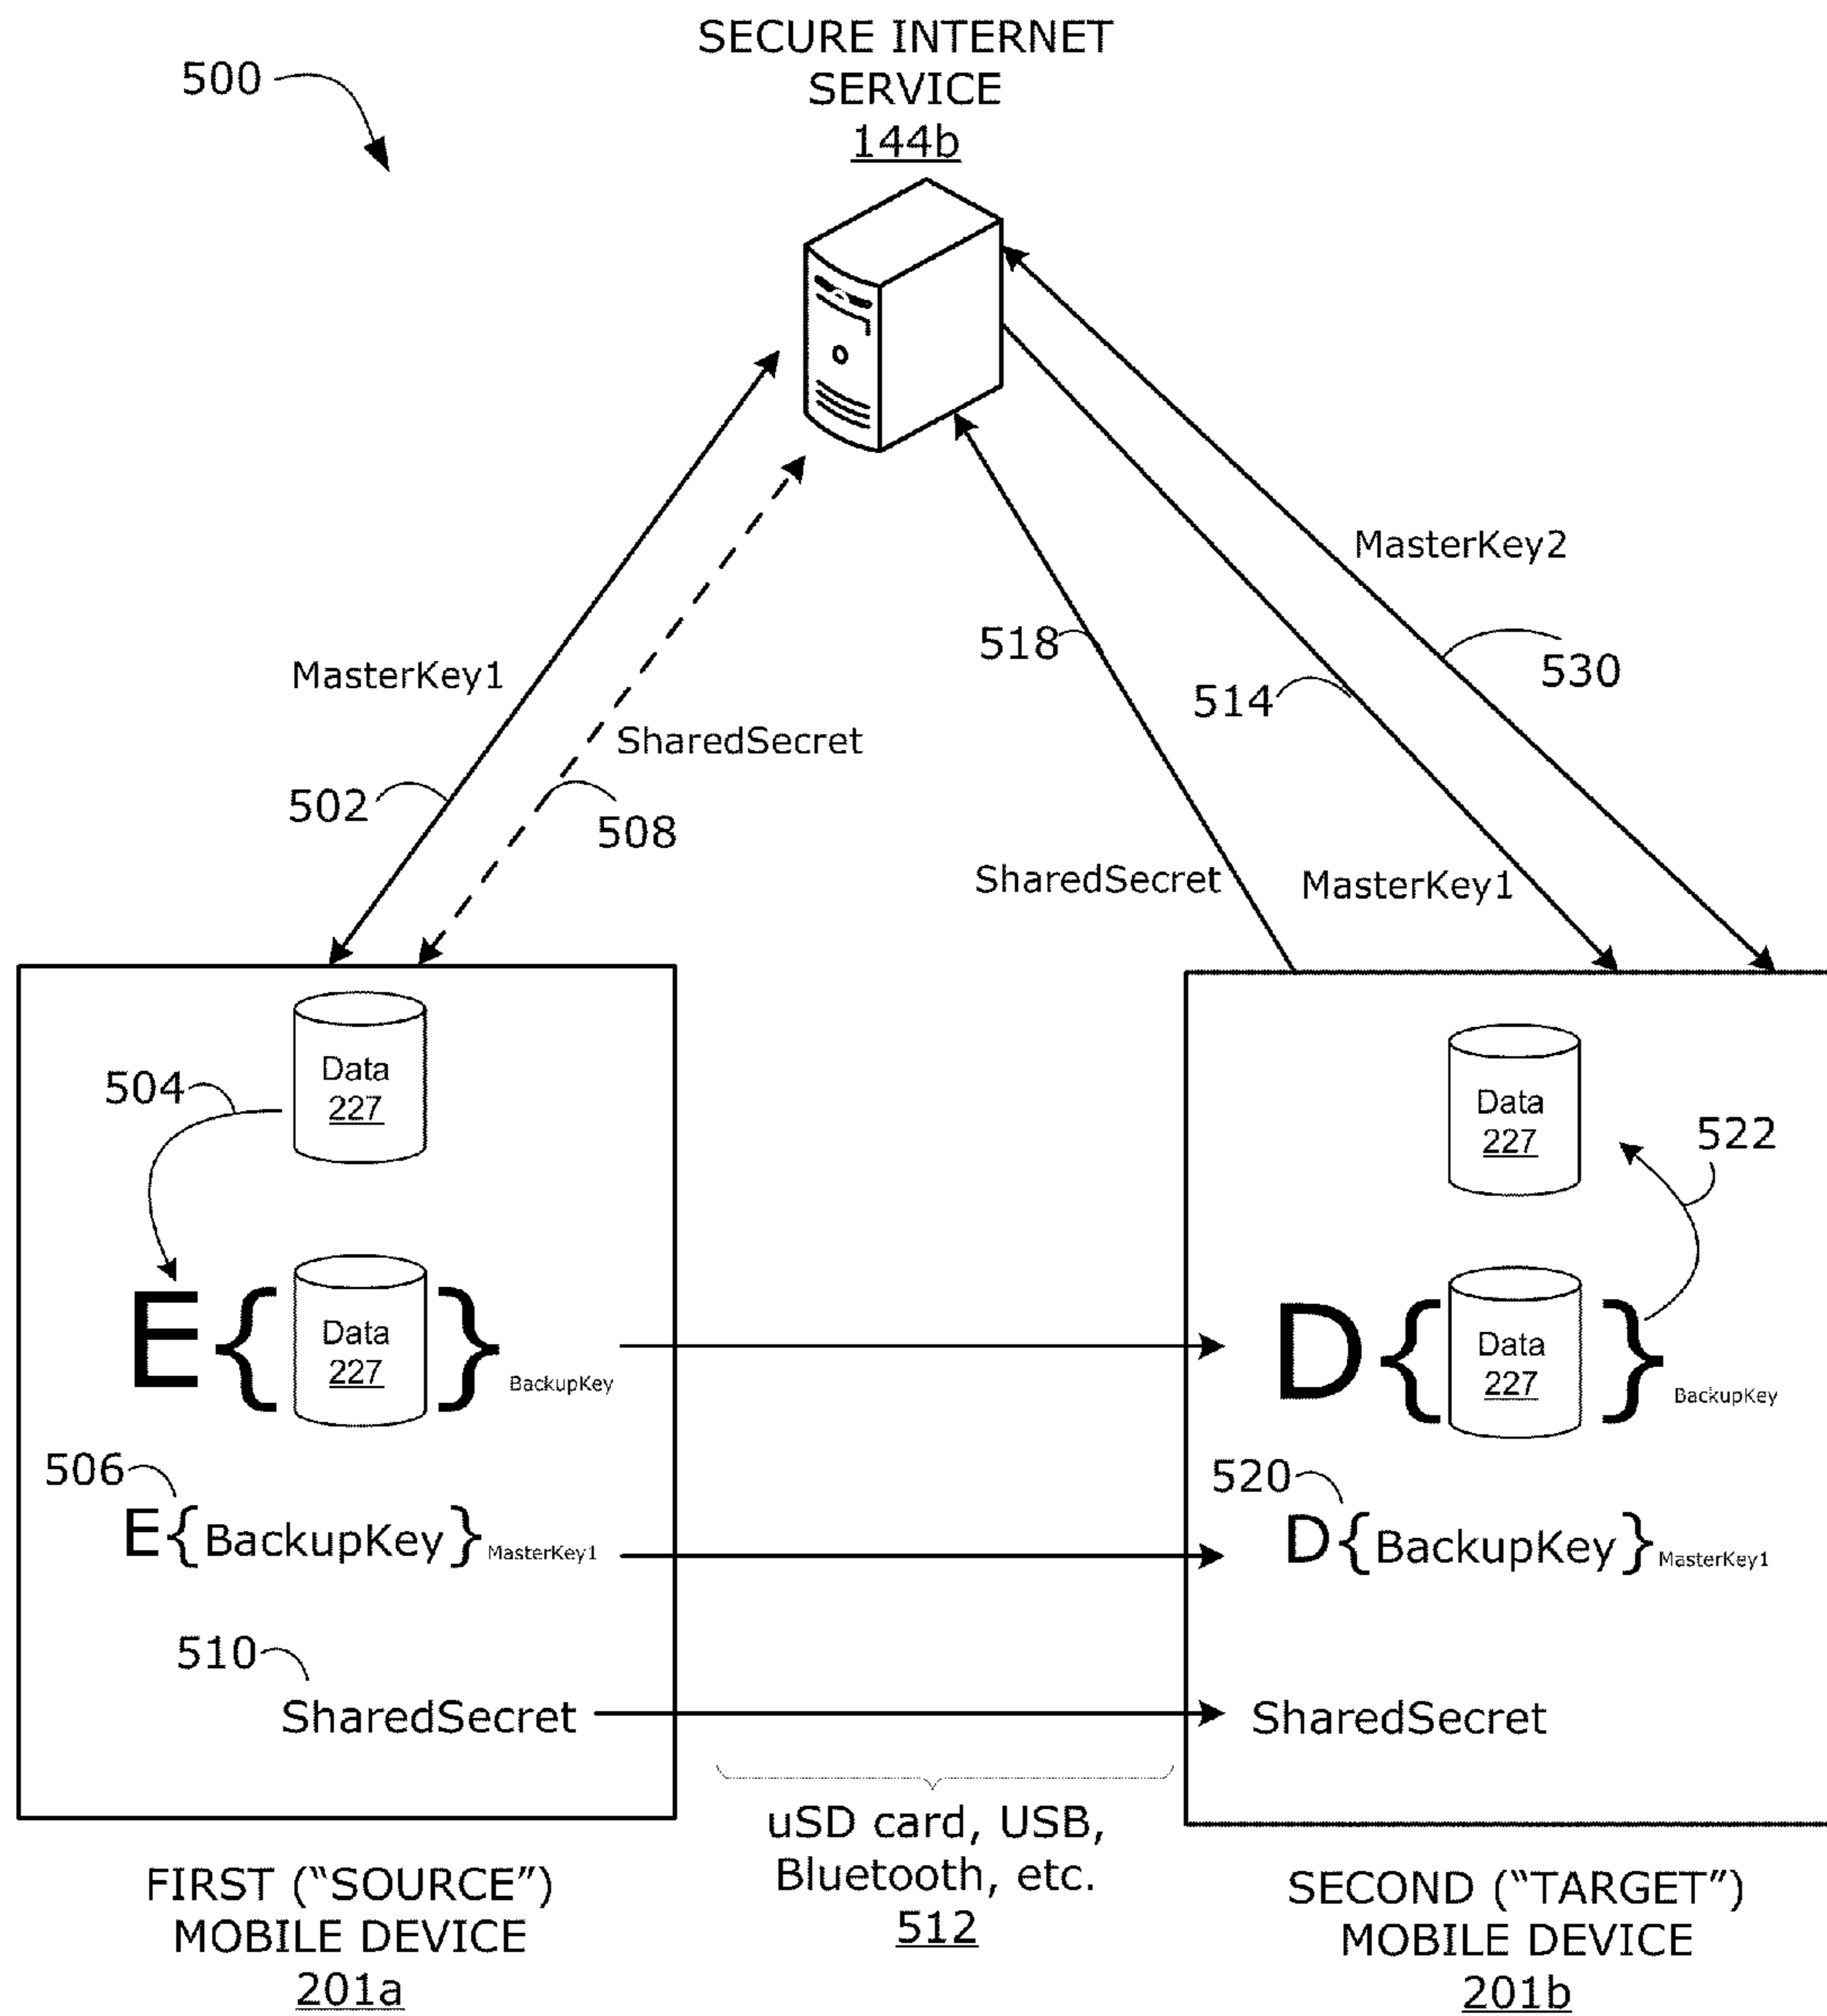 SECURE INTERNET
SERVICE
144b
500
MasterKey2
518
530
514
MasterKey1
SharedSecret
502
508
SharedSecret
MasterKey1
Data
227
504
Data
227
522
E{ Data 227 } BackupKey
D{ Data 227 } BackupKey
506
E{BackupKey}MasterKey1
520
D{BackupKey}MasterKey1
510
SharedSecret
SharedSecret
uSD card, USB,
Bluetooth, etc.
512
FIRST (“SOURCE”)
MOBILE DEVICE
201a
SECOND (“TARGET”)
MOBILE DEVICE
201b